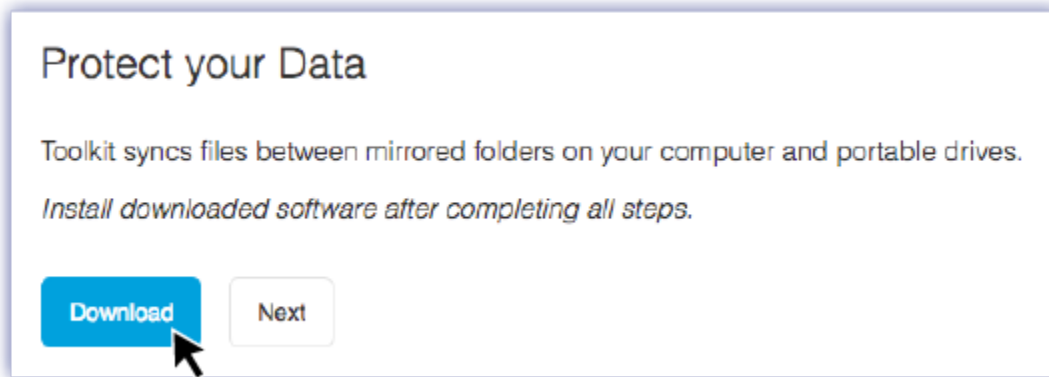 Protect your Data
Toolkit syncs files between mirrored folders on your computer and portable drives.
Install downloaded software after completing all steps.
Download
Next